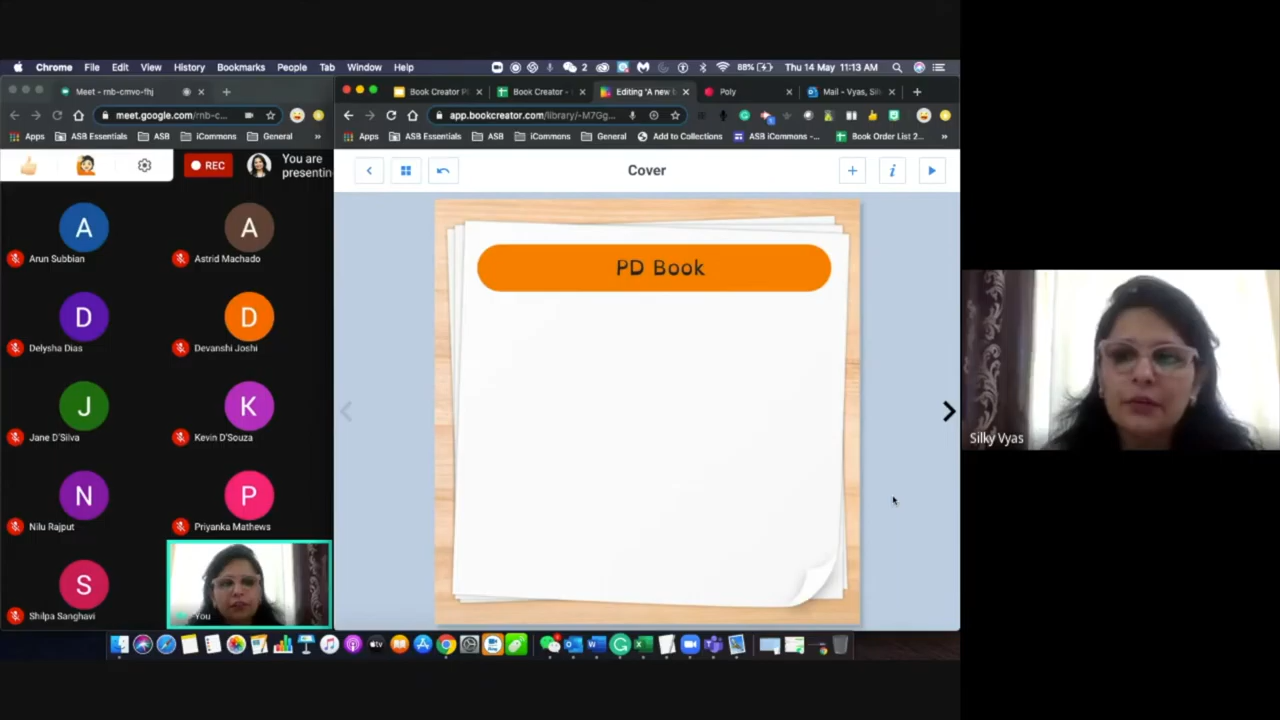 Chrome File Edit View History Bookmarks People Tab Window Help
2
88%
Thu 14 May 11:13 AM
Meet - rnb-cmvo-fhj
Book Creator
Book Creator -
Editing "A new b
Poly
Mail - Vyas, Sil
meet.google.com/rnb-c...
app.bookcreator.com/library/-M7Gg...
Apps ASB Essentials ASB iCommons General »
Apps ASB Essentials ASB iCommons General Add to Collections ASB iCommons -... Book Order List 2... »
REC
You are
presentin
Cover
A
Arun Subbian
A
Astrid Machado
D
Delysha Dias
D
Devanshi Joshi
J
Jane D'Silva
K
Kevin D'Souza
N
Nilu Rajput
P
Priyanka Mathews
S
Shilpa Sanghavi
You
PD Book
Silky Vyas